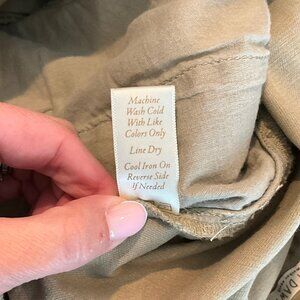 Machine
Wash Cold
With Like
Colors Only
Line Dry
Cool Iron On
Reverse Side
If Needed